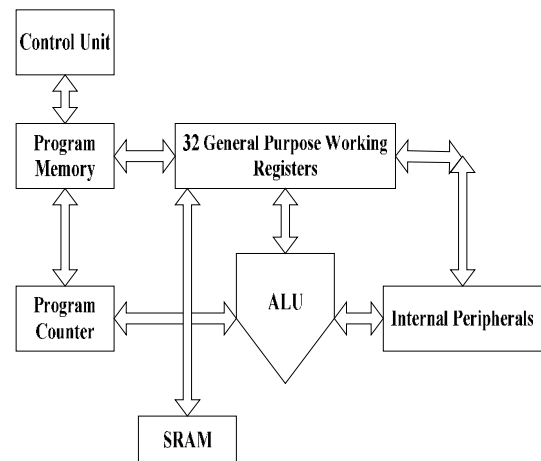 Control Unit
Program
Memory
32 General Purpose Working
Registers
Program
Counter
ALU
Internal Peripherals
SRAM